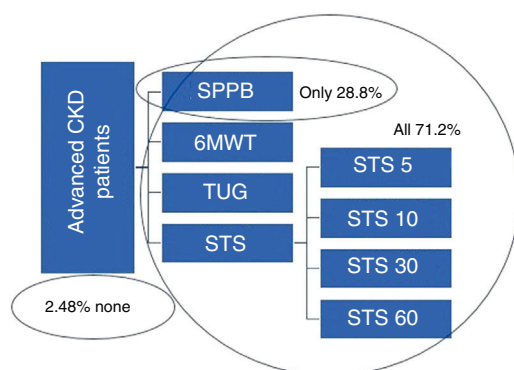 Advanced CKD
patients
SPPB
Only 28.8%
6MWT
All 71.2%
TUG
STS 5
STS
STS 10
STS 30
STS 60
2.48% none